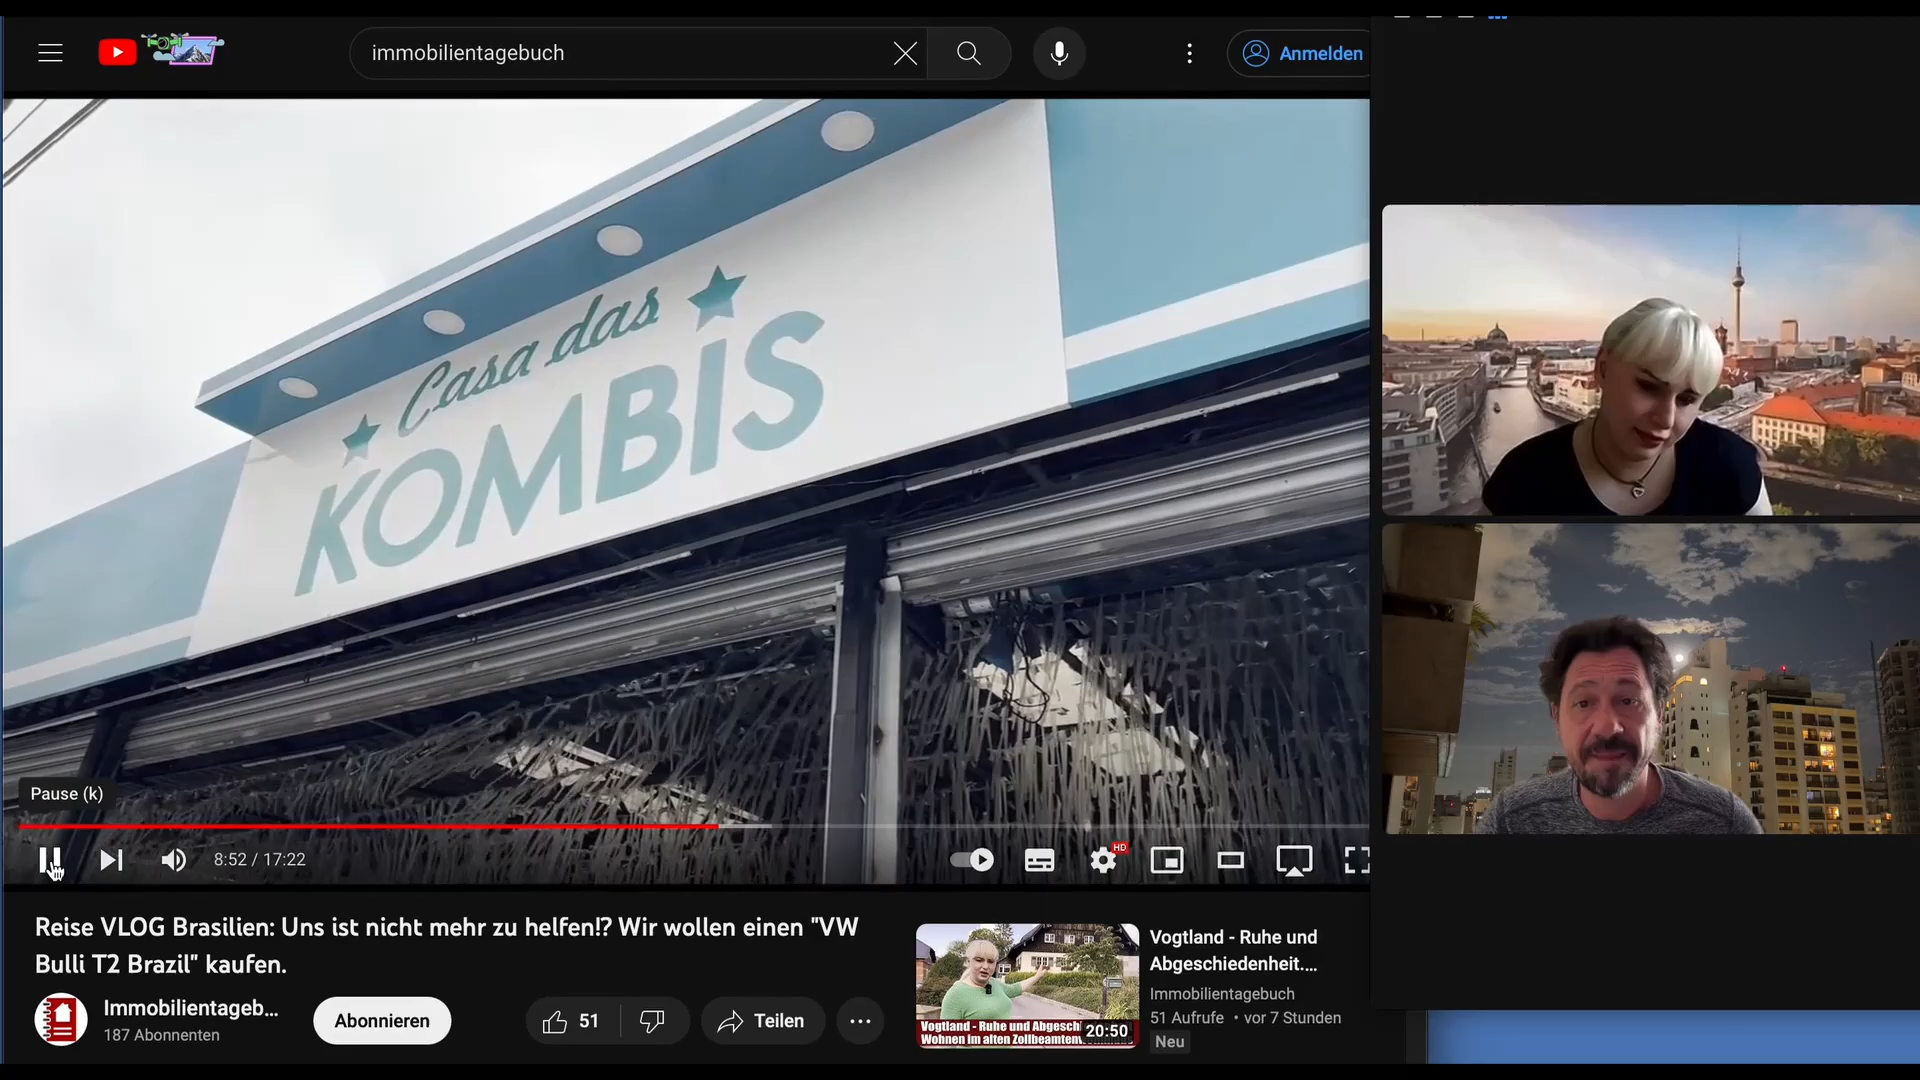 immobilientagebuch
Anmelden
Casa das
KOMBIS
Pause (k)
8:52 / 17:22
HD
Reise VLOG Brasilien: Uns ist nicht mehr zu helfen!? Wir wollen einen "VW
Bulli T2 Brazil" kaufen.
Immobilientageb...
187 Abonnenten
Abonnieren
51
Teilen
Vogtland - Ruhe und Abgesch
Wohnen im alten Zollbeamten
20:50
Vogtland - Ruhe und
Abgeschiedenheit....
Immobilientagebuch
51 Aufrufe • vor 7 Stunden
Neu